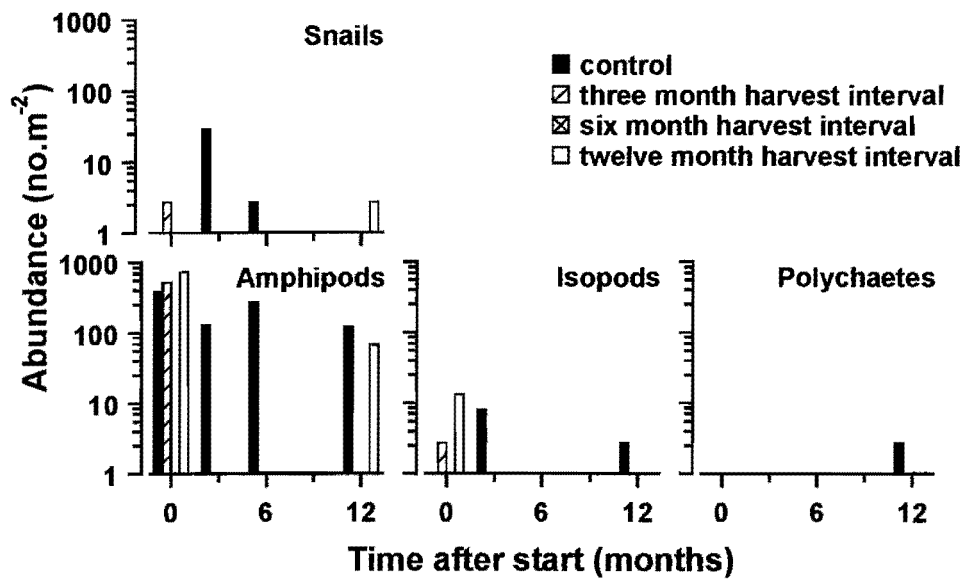 Snails
1000
100
10
1
control
three month harvest interval
six month harvest interval
twelve month harvest interval
Abundance (no.m-2)
Amphipods
1000
100
10
1
0 6 12
Isopods
0 6 12
Polychaetes
0 6 12
Time after start (months)